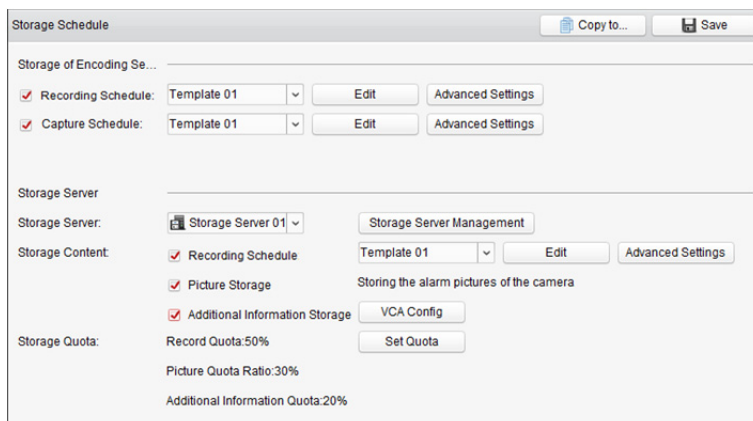 Storage Schedule Copy to... Save
Storage of Encoding Se...
Recording Schedule: Template 01 Edit Advanced Settings
Capture Schedule: Template 01 Edit Advanced Settings
Storage Server
Storage Server: Storage Server 01 Storage Server Management
Storage Content: Recording Schedule Template 01 Edit Advanced Settings
Picture Storage Storing the alarm pictures of the camera
Additional Information Storage VCA Config
Storage Quota: Record Quota:50% Set Quota
Picture Quota Ratio:30%
Additional Information Quota:20%